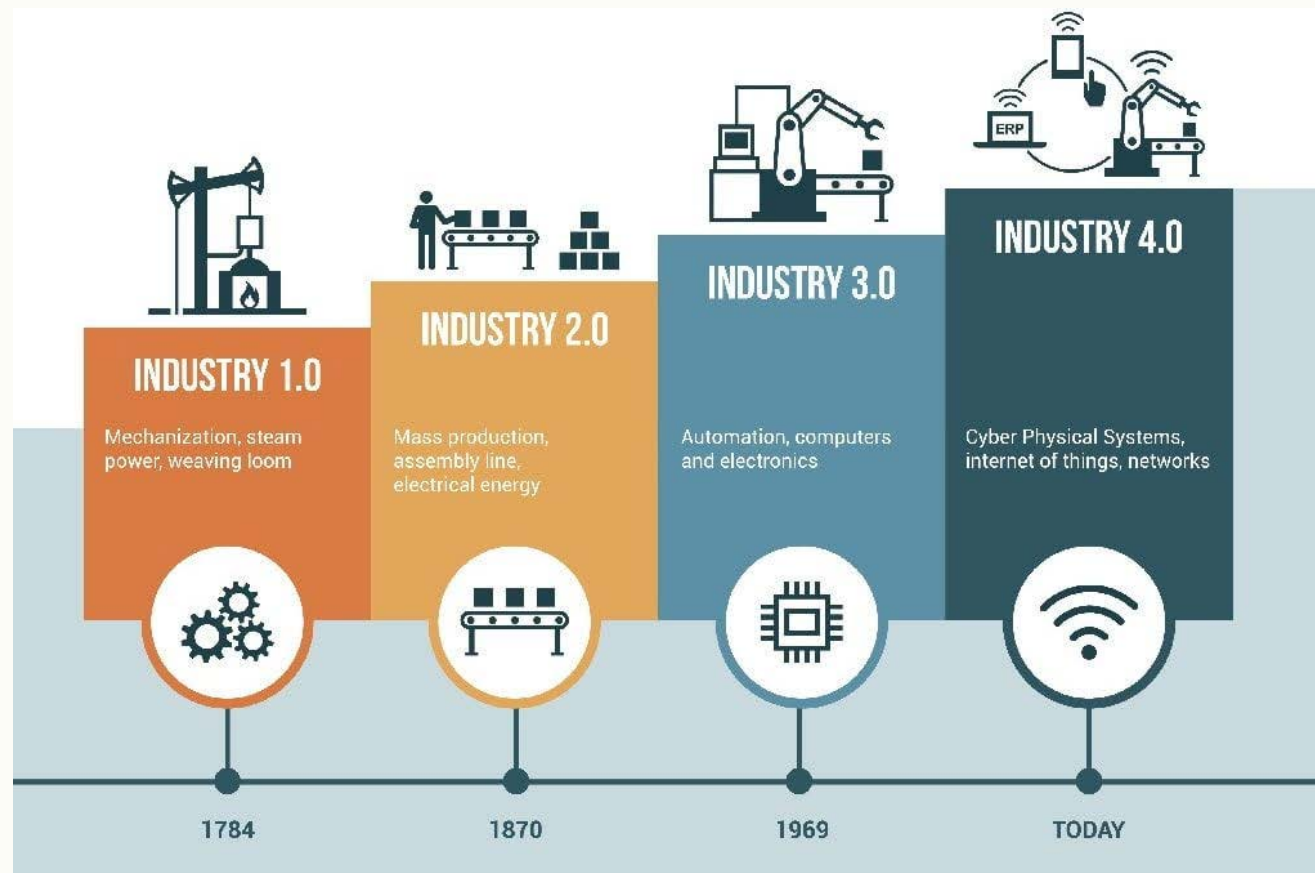 ERP
INDUSTRY 1.0
Mechanization, steam
power, weaving loom
INDUSTRY 2.0
Mass production,
assembly line,
electrical energy
INDUSTRY 3.0
Automation, computers
and electronics
INDUSTRY 4.0
Cyber Physical Systems,
internet of things, networks
1784
1870
1969
TODAY